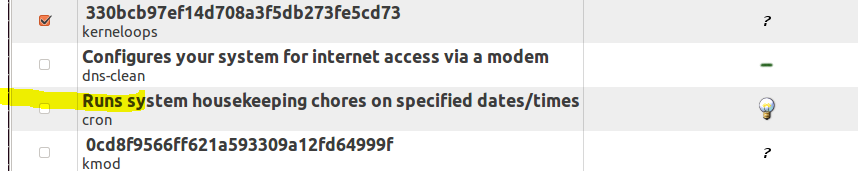 330bcb97ef14d708a3f5db273fe5cd73 ?
kerneloops
Configures your system for internet access via a modem
dns-clean
Runs system housekeeping chores on specified dates/times
cron
0cd8f9566ff621a593309a12fd64999f ?
kmod